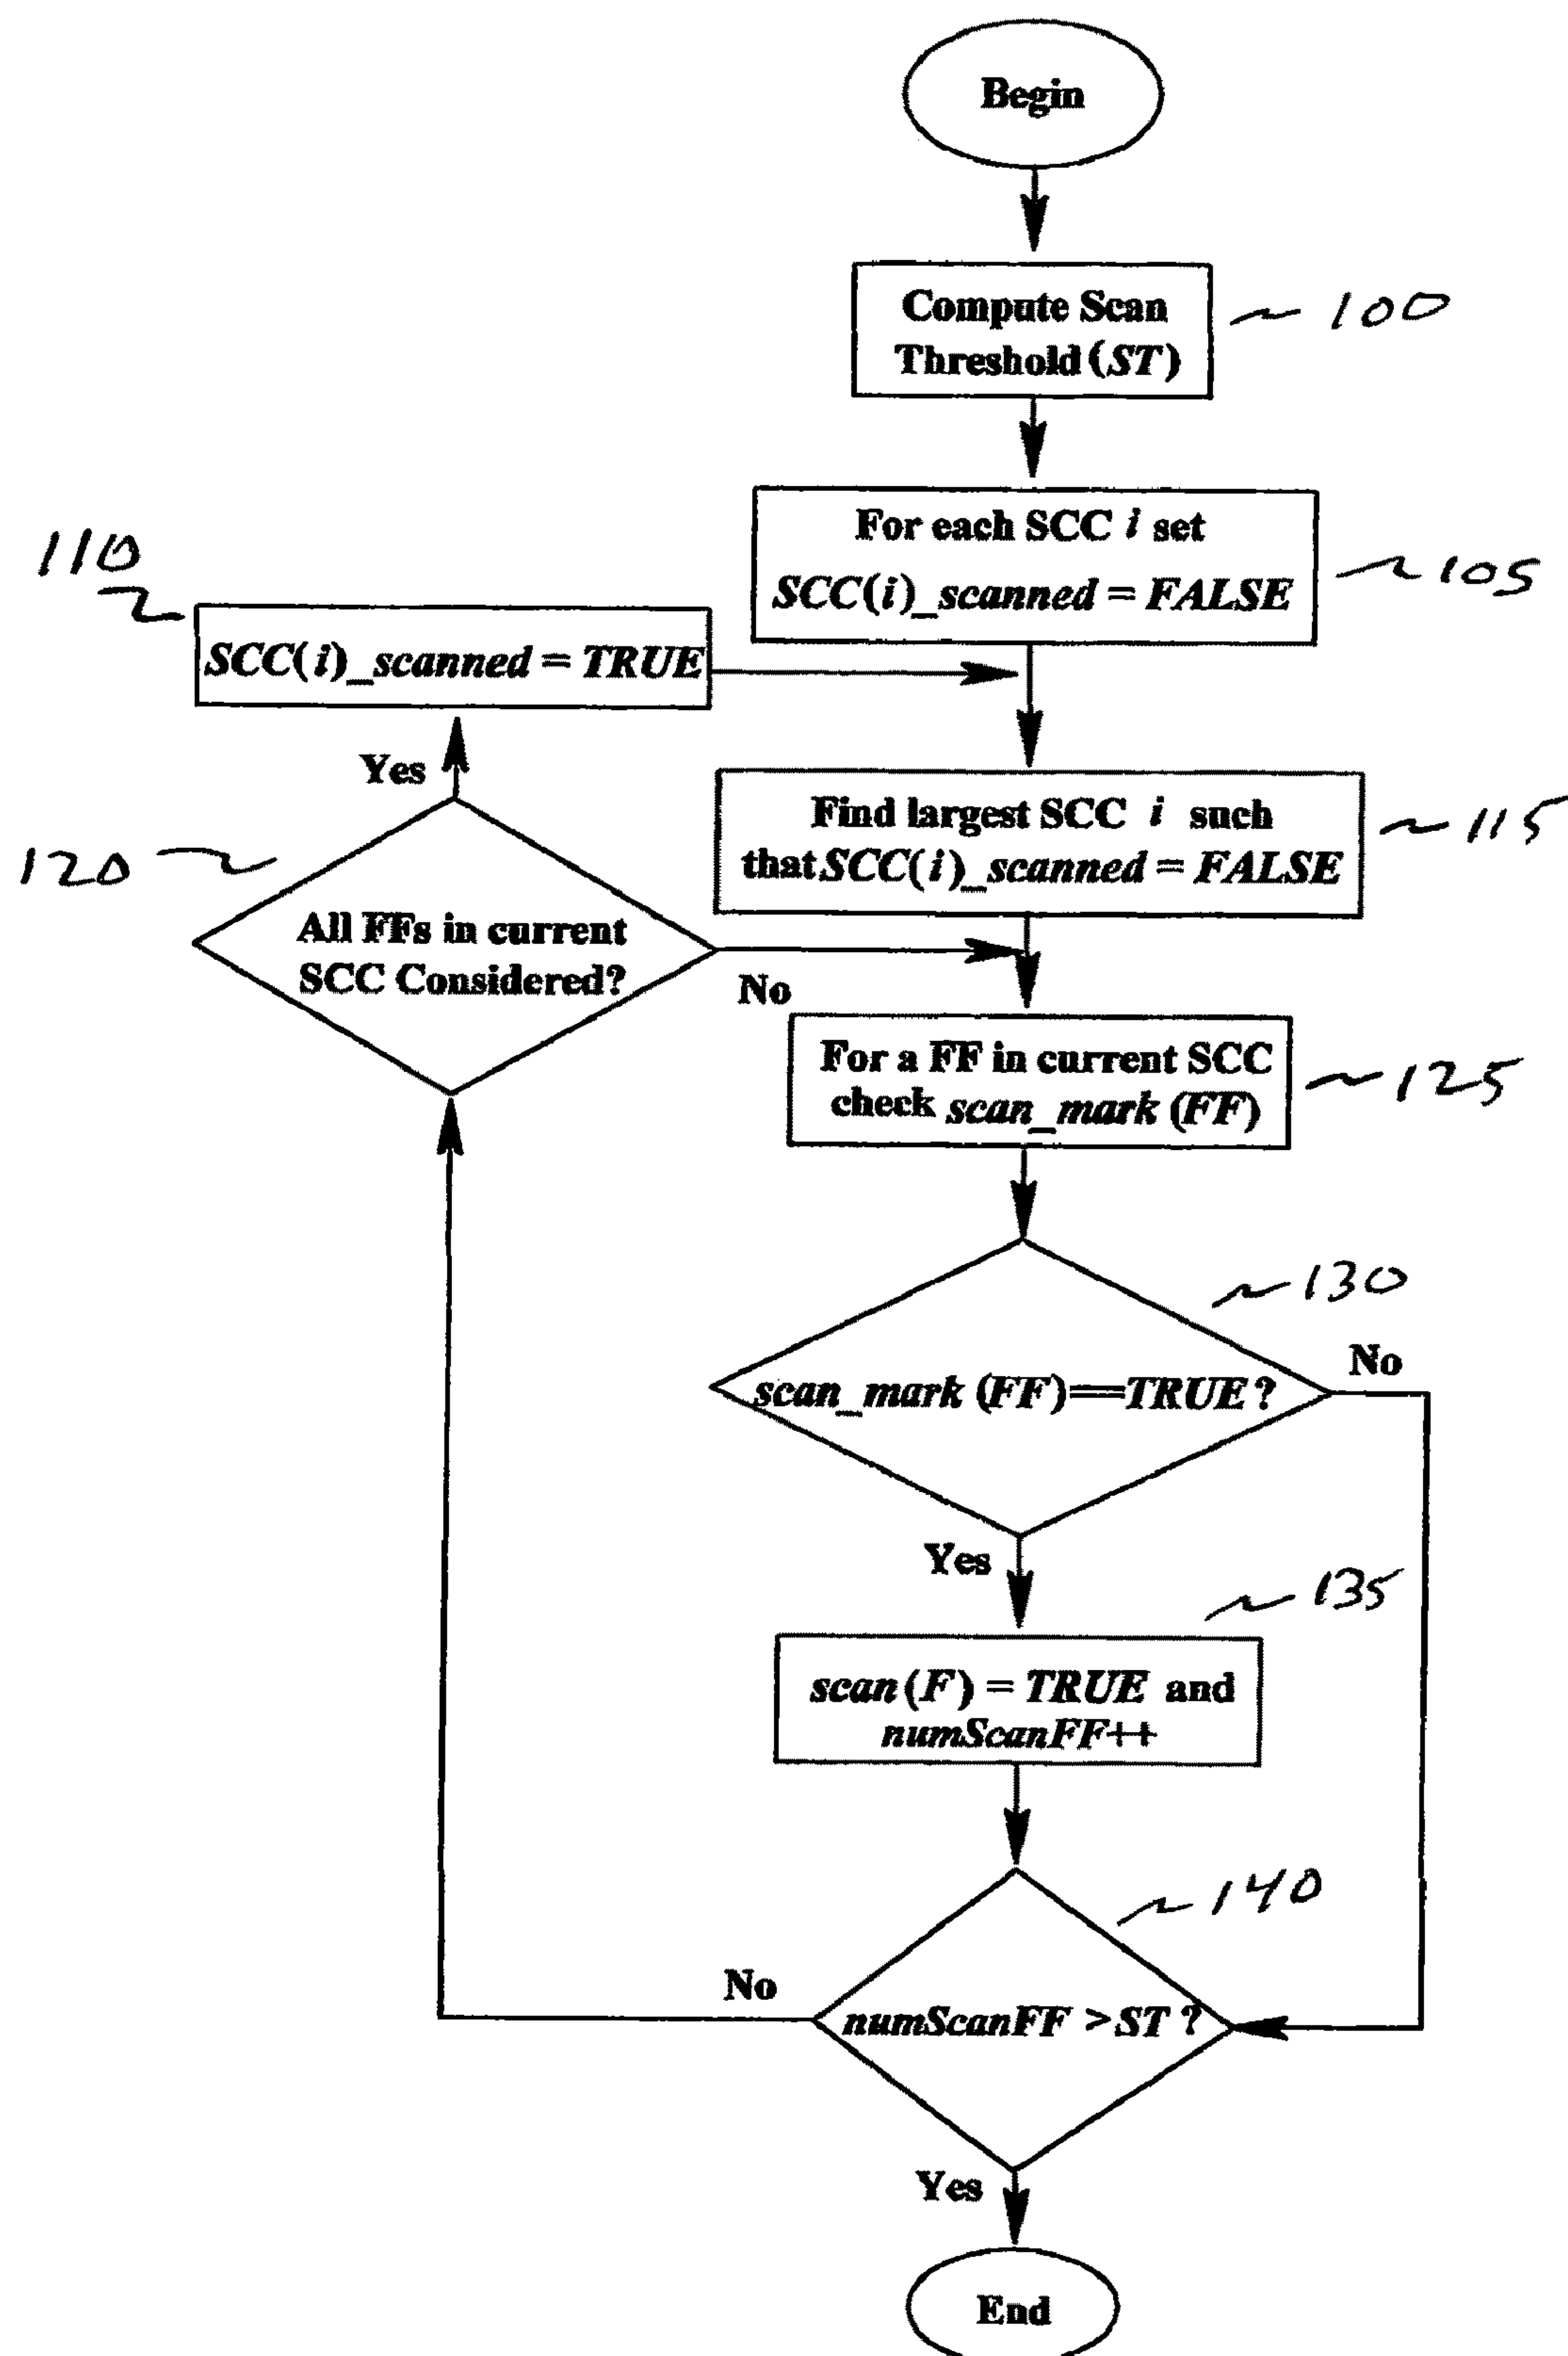 Begin
Compute Scan
Threshold (ST)
100
For each SCC i set
SCC(i)_scanned = FALSE
105
110
SCC(i)_scanned = TRUE
Yes
Find largest SCC i such
that SCC(i)_scanned = FALSE
115
120
All FFs in current
SCC Considered?
No
For a FF in current SCC
check scan_mark (FF)
125
130
scan_mark (FF)==TRUE?
No
Yes
135
scan (F) = TRUE and
numScanFF++
140
No
numScanFF > ST ?
Yes
End